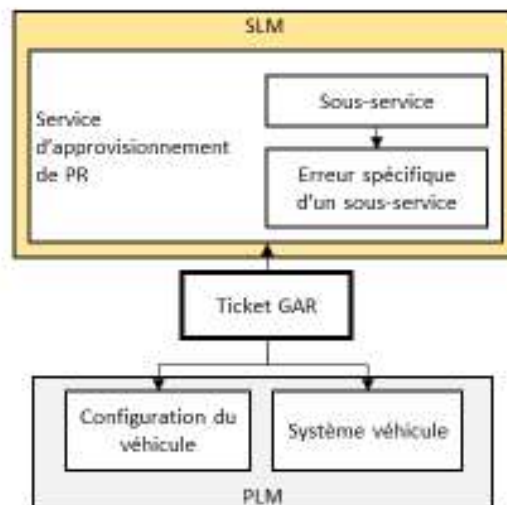 SLM
Service
d'approvisionnement
de PR
Sous-service
Erreur spécifique
d'un sous-service
Ticket GAR
Configuration du
véhicule
Système véhicule
PLM